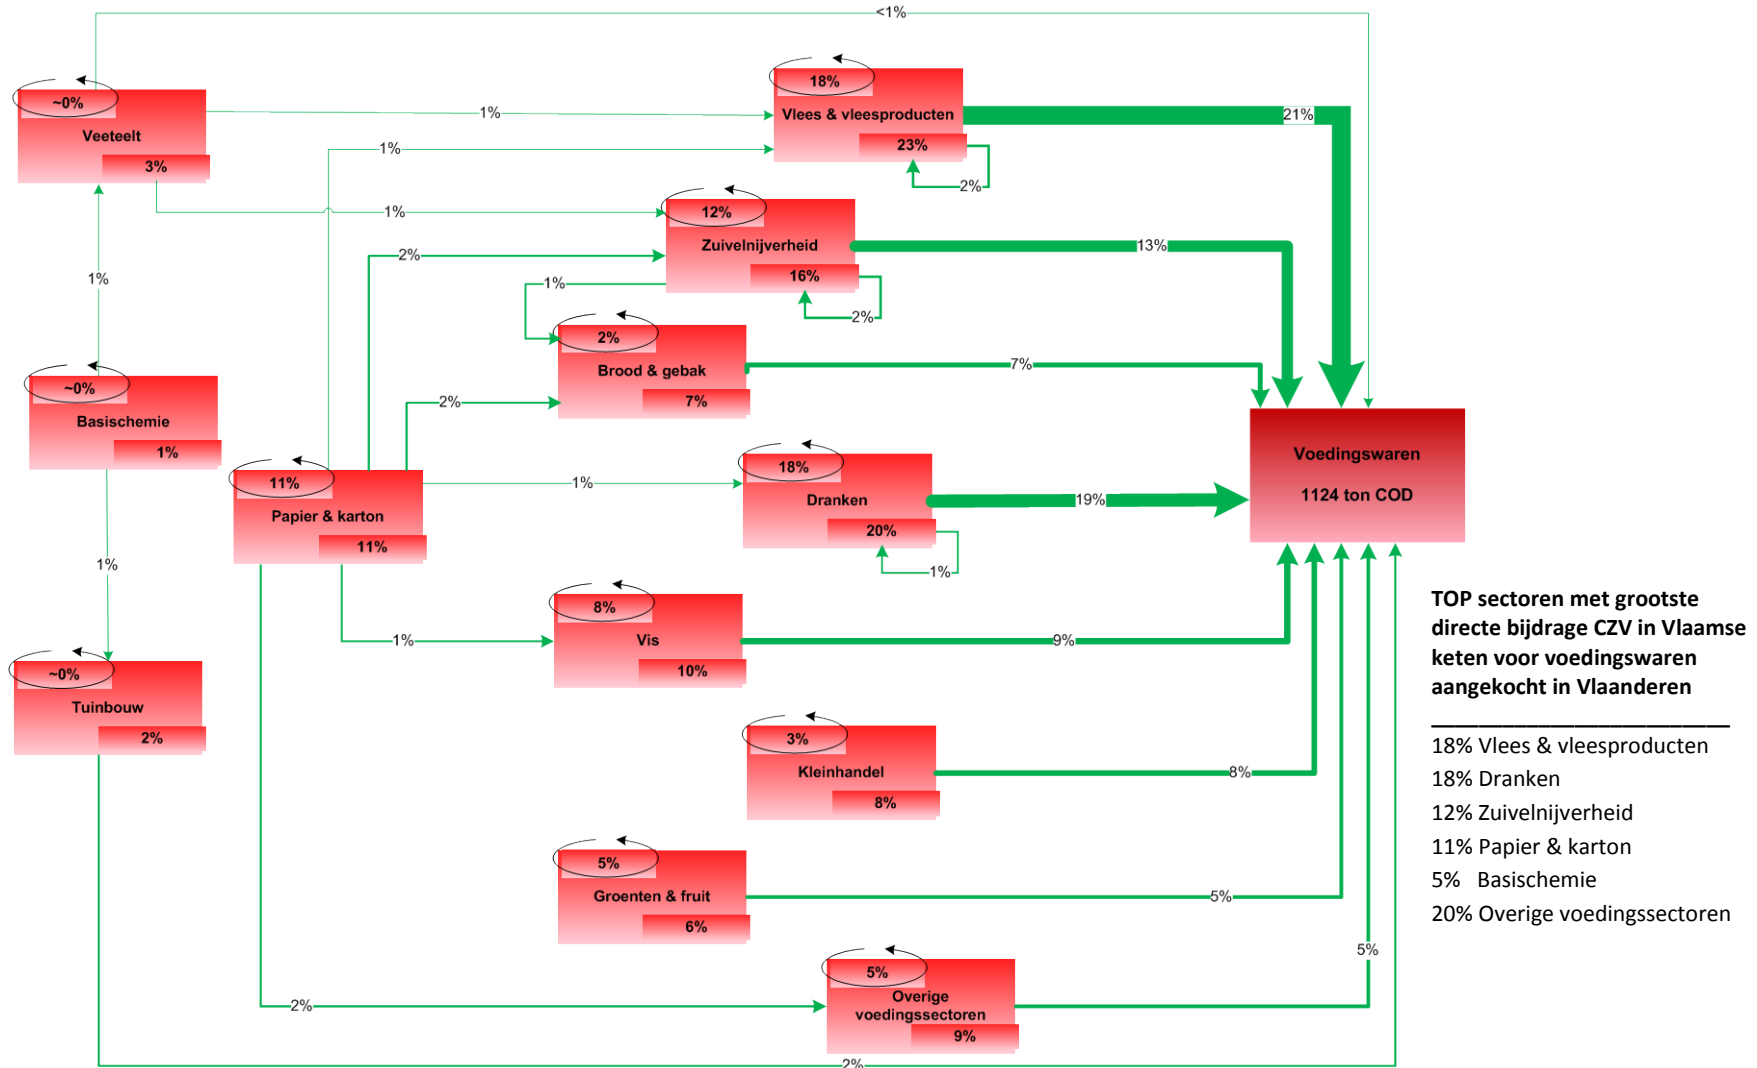 <1%
~0%
Veeteelt
3%
1%
18%
Vlees & vleesproducten
23%
21%
2%
1%
1%
12%
Zuivelnijverheid
16%
13%
2%
2%
1%
1%
2%
Brood & gebak
7%
7%
2%
~0%
Basischemie
1%
11%
Papier & karton
11%
1%
18%
Dranken
20%
19%
1%
Voedingswaren
1124 ton COD
1%
8%
Vis
10%
9%
1%
~0%
Tuinbouw
2%
3%
Kleinhandel
8%
8%
5%
Groenten & fruit
6%
5%
5%
5%
Overige
voedingssectoren
9%
2%
2%
TOP sectoren met grootste
directe bijdrage CZV in Vlaamse
keten voor voedingswaren
aangekocht in Vlaanderen
18% Vlees & vleesproducten
18% Dranken
12% Zuivelnijverheid
11% Papier & karton
5% Basischemie
20% Overige voedingssectoren